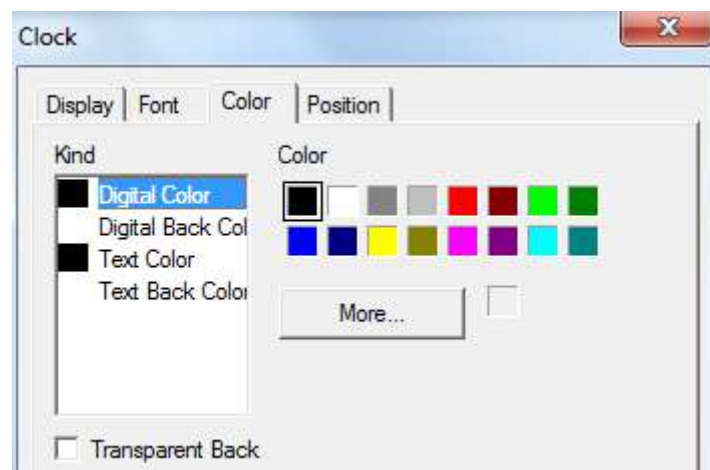 Clock
Display Font Color Position
Kind
Digital Color
Digital Back Col
Text Color
Text Back Color
Color
More...
Transparent Back